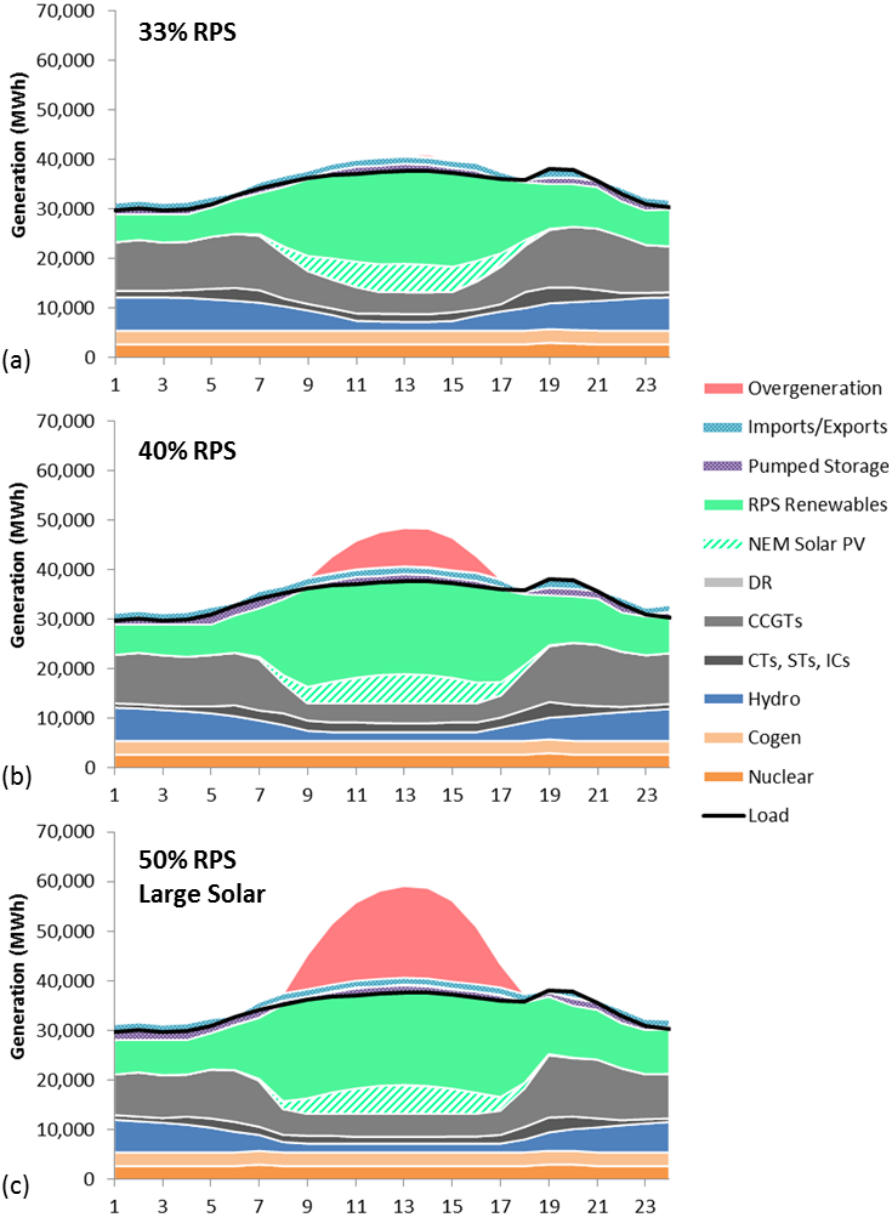 33% RPS
Generation (MWh)
70,000
60,000
50,000
40,000
30,000
20,000
10,000
0
1 3 5 7 9 11 13 15 17 19 21 23
(a)
40% RPS
Generation (MWh)
70,000
60,000
50,000
40,000
30,000
20,000
10,000
0
1 3 5 7 9 11 13 15 17 19 21 23
(b)
50% RPS
Large Solar
Generation (MWh)
70,000
60,000
50,000
40,000
30,000
20,000
10,000
0
1 3 5 7 9 11 13 15 17 19 21 23
(c)
Overgeneration
Imports/Exports
Pumped Storage
RPS Renewables
NEM Solar PV
DR
CCGTs
CTs, STs, ICs
Hydro
Cogen
Nuclear
Load